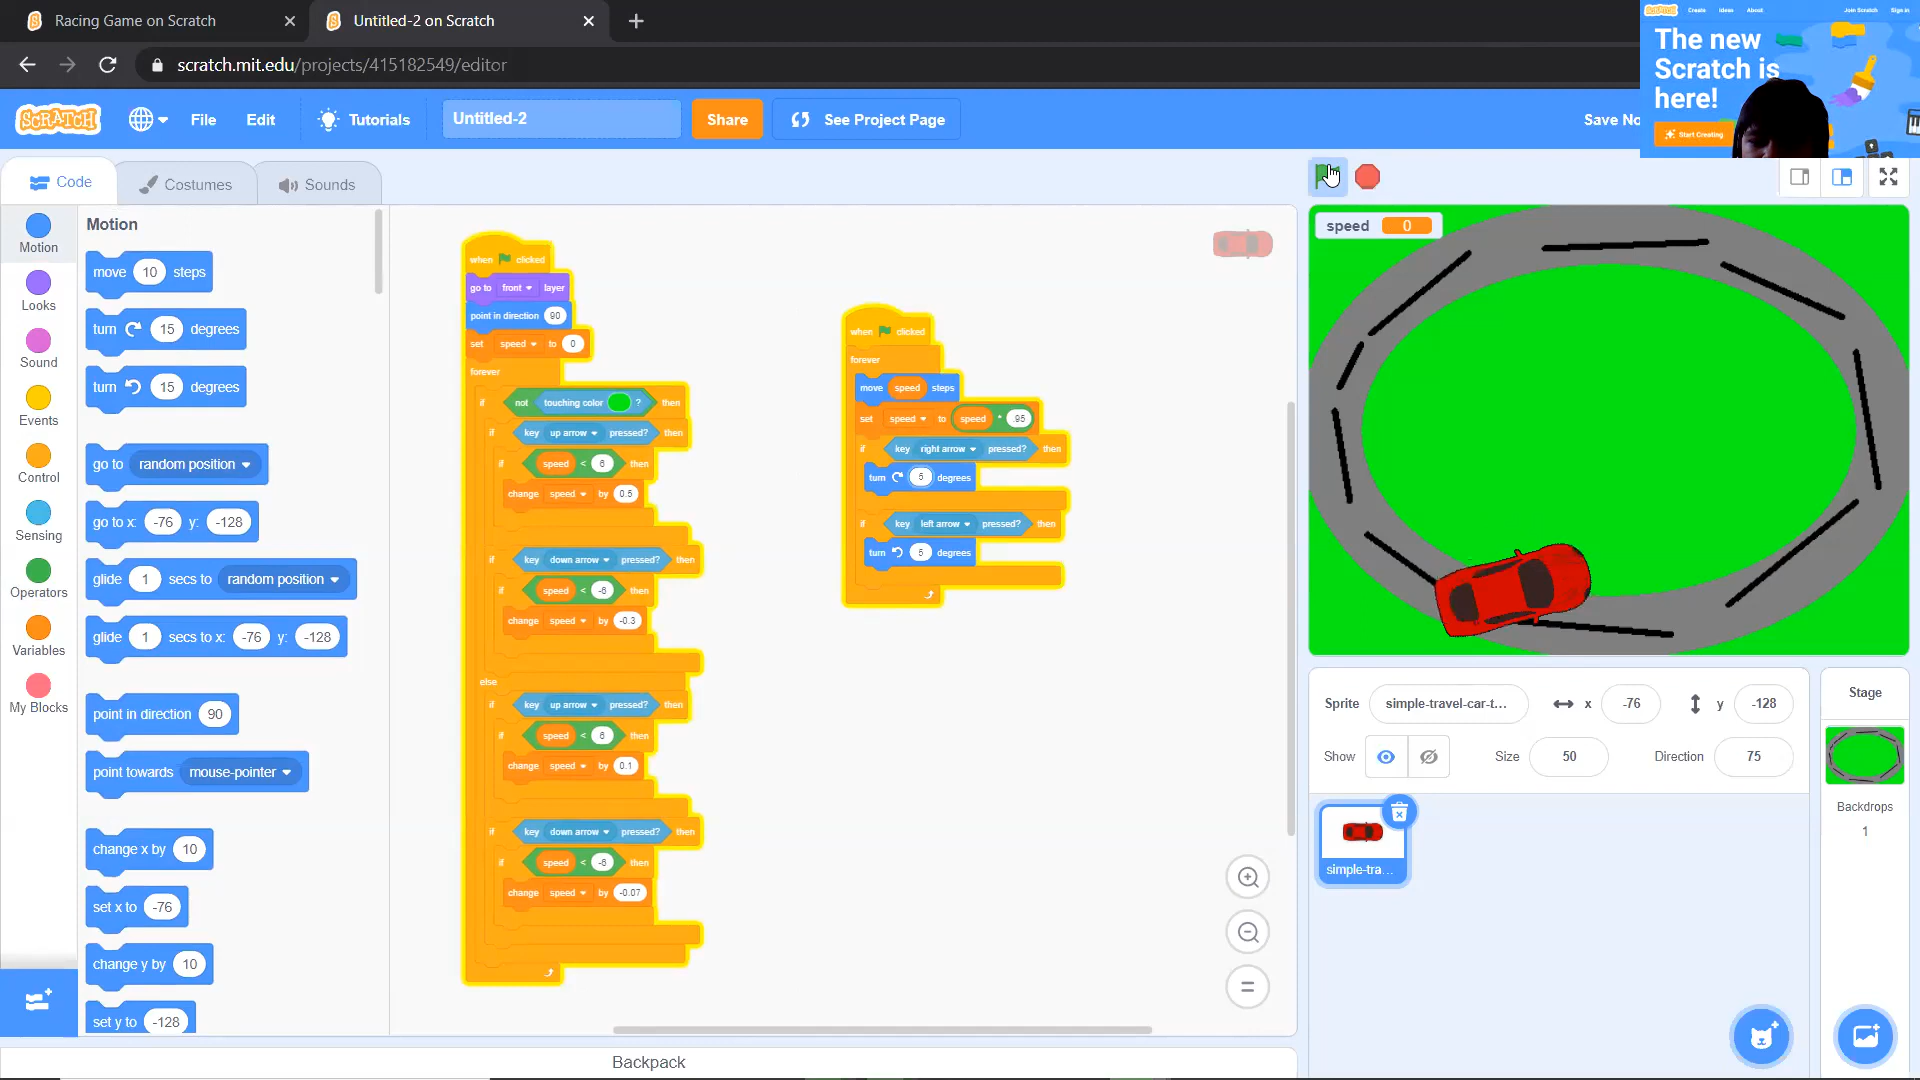 Racing Game on Scratch
Untitled-2 on Scratch
scratch.mit.edu/projects/415182549/editor
SCRATCH
File
Edit
Tutorials
Untitled-2
Share
See Project Page
Save No
SCRATCH Create Ideas About Join Scratch Sign in
The new
Scratch is
here!
Start Creating
Code
Costumes
Sounds
Motion
Looks
Sound
Events
Control
Sensing
Operators
Variables
My Blocks
Motion
move 10 steps
turn 15 degrees
turn 15 degrees
go to random position
go to x: -76 y: -128
glide 1 secs to random position
glide 1 secs to x: -76 y: -128
point in direction 90
point towards mouse-pointer
change x by 10
set x to -76
change y by 10
set y to -128
when clicked
go to front layer
point in direction 90
set speed to 0
forever
if not touching color ? then
if key up arrow pressed? then
if speed < 6 then
change speed by 0.5
if key down arrow pressed? then
if speed < -6 then
change speed by -0.3
else
if key up arrow pressed? then
if speed < 6 then
change speed by 0.1
if key down arrow pressed? then
if speed < -6 then
change speed by -0.07
when clicked
forever
move speed steps
set speed to speed * .95
if key right arrow pressed? then
turn 5 degrees
if key left arrow pressed? then
turn 5 degrees
speed 0
Sprite simple-travel-car-t... x -76 y -128
Show Size 50 Direction 75
simple-tra...
Stage
Backdrops
1
Backpack